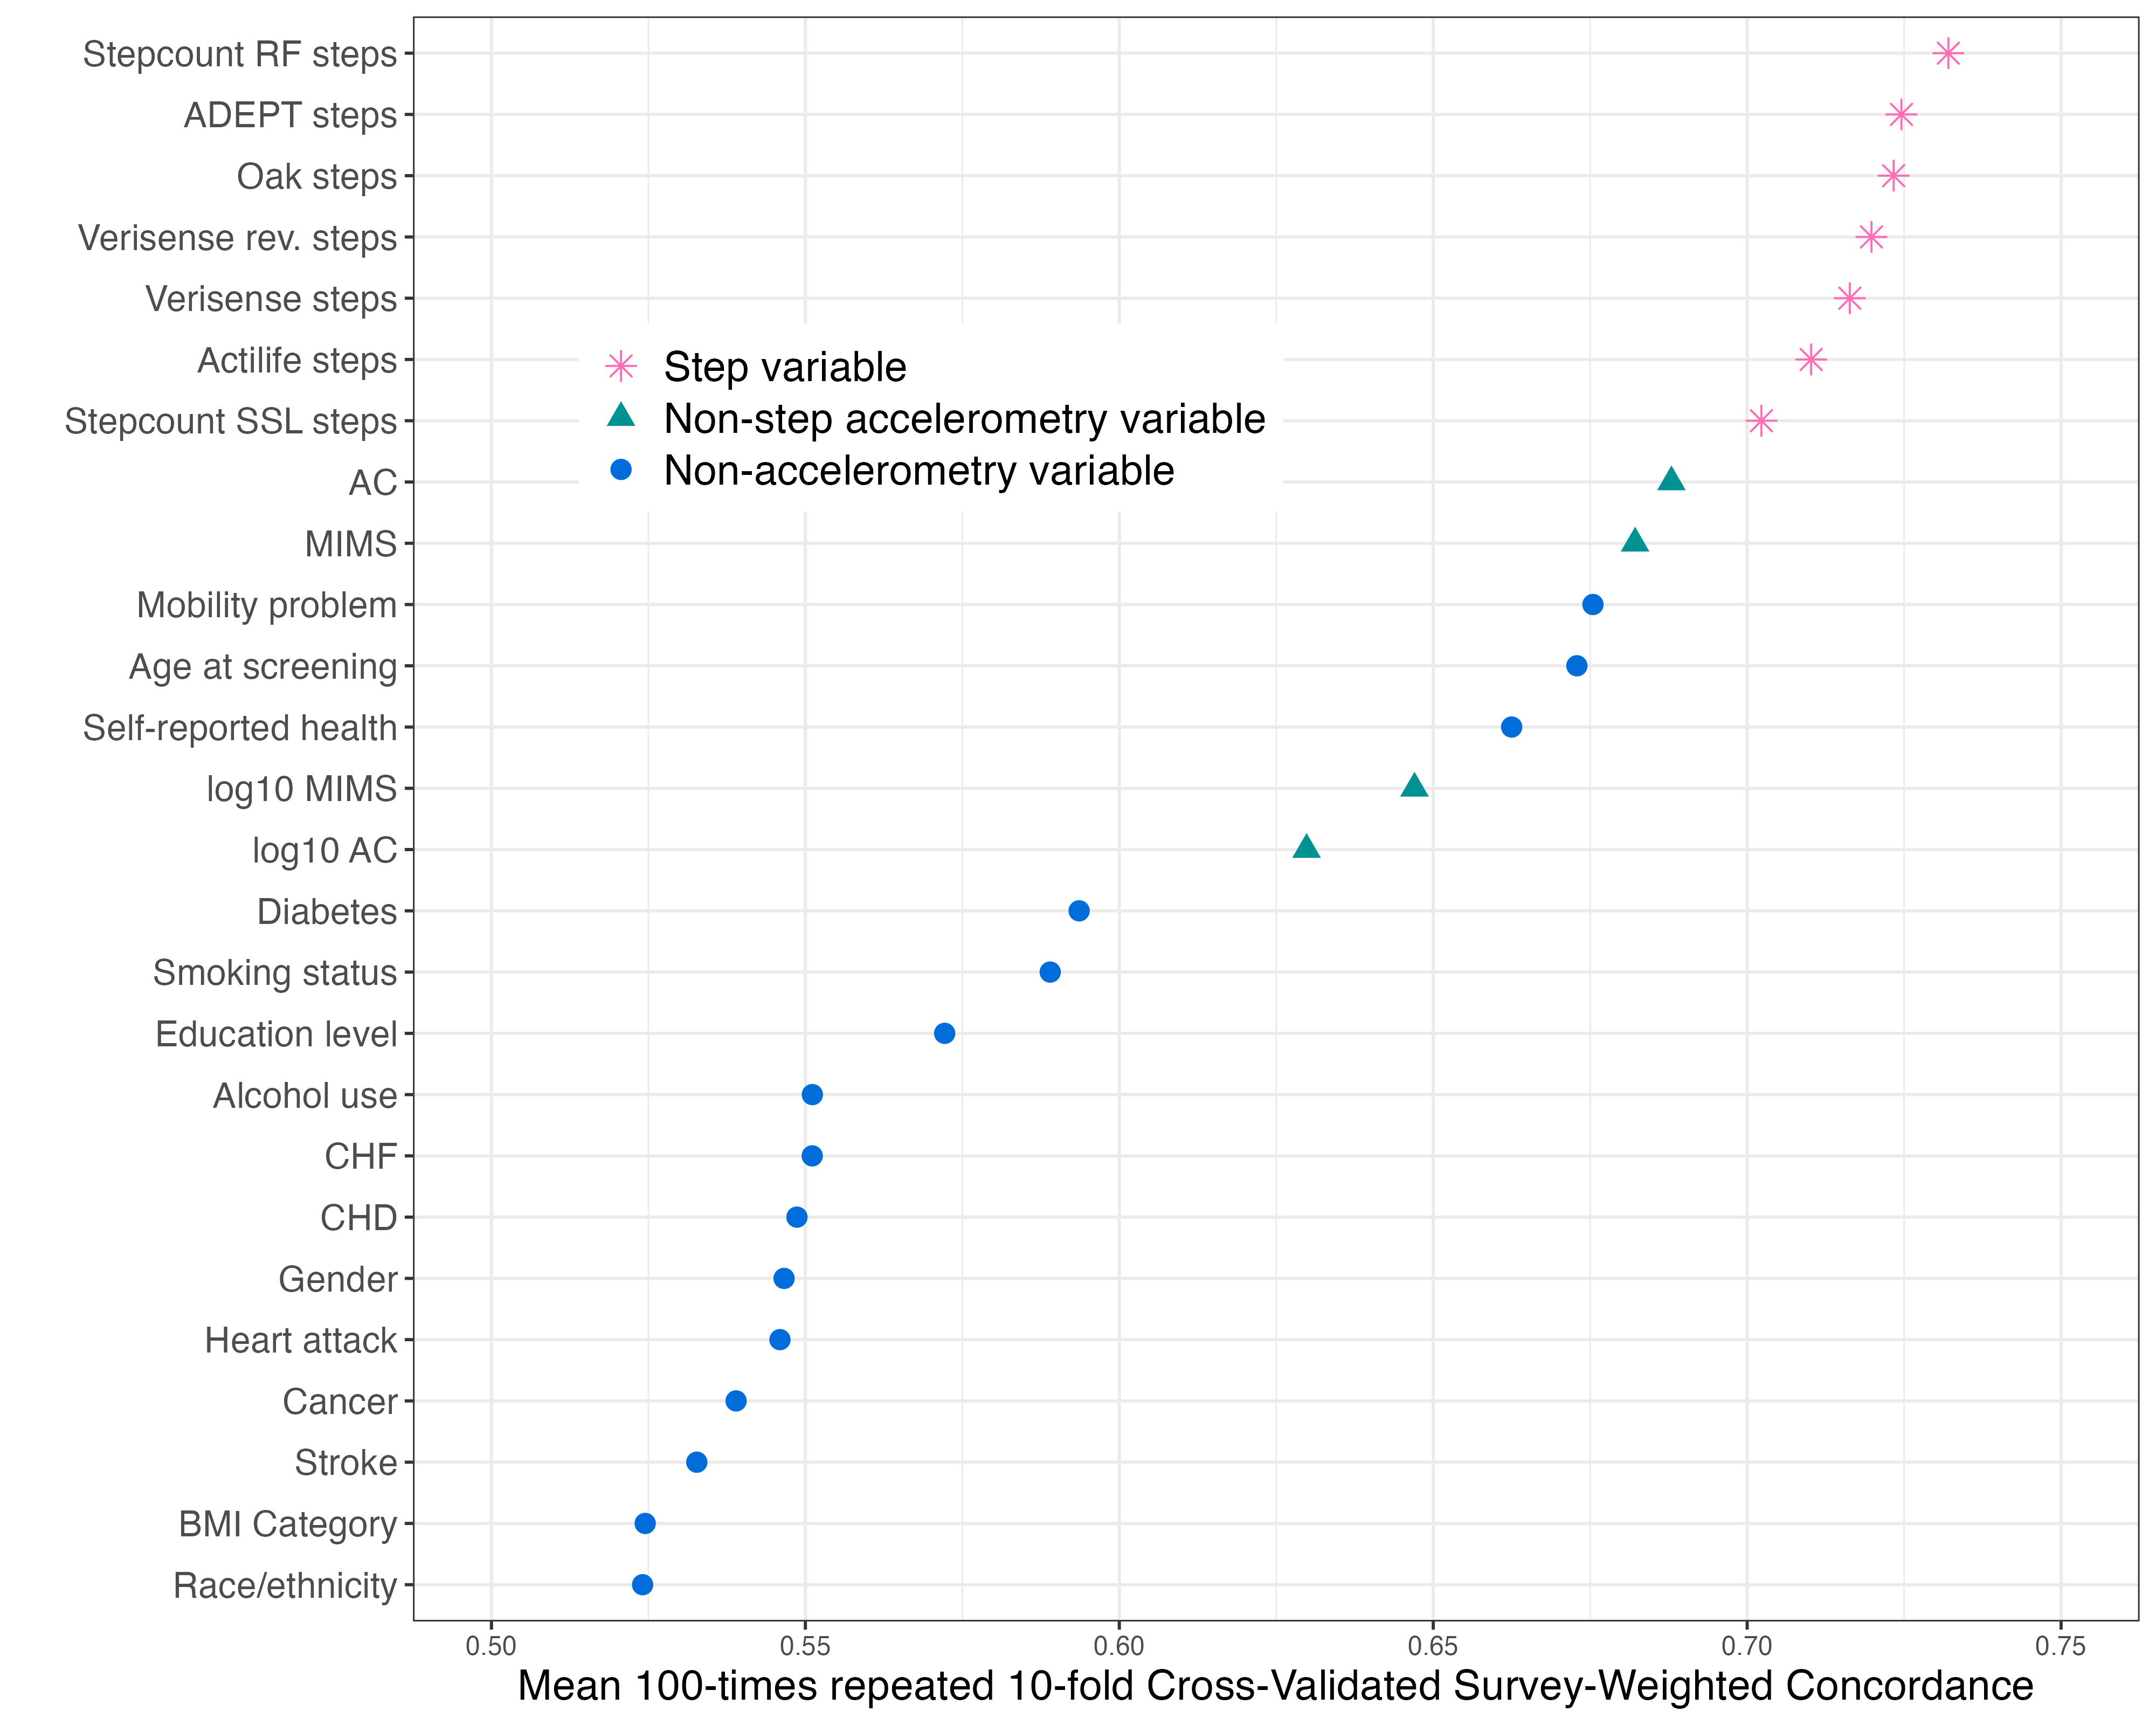 Stepcount RF steps
ADEPT steps
Oak steps
Verisense rev. steps
Verisense steps
Actilife steps
Stepcount SSL steps
AC
MIMS
Mobility problem
Age at screening
Self-reported health
log10 MIMS
log10 AC
Diabetes
Smoking status
Education level
Alcohol use
CHF
CHD
Gender
Heart attack
Cancer
Stroke
BMI Category
Race/ethnicity
Step variable
Non-step accelerometry variable
Non-accelerometry variable
0.50 0.55 0.60 0.65 0.70 0.75
Mean 100-times repeated 10-fold Cross-Validated Survey-Weighted Concordance